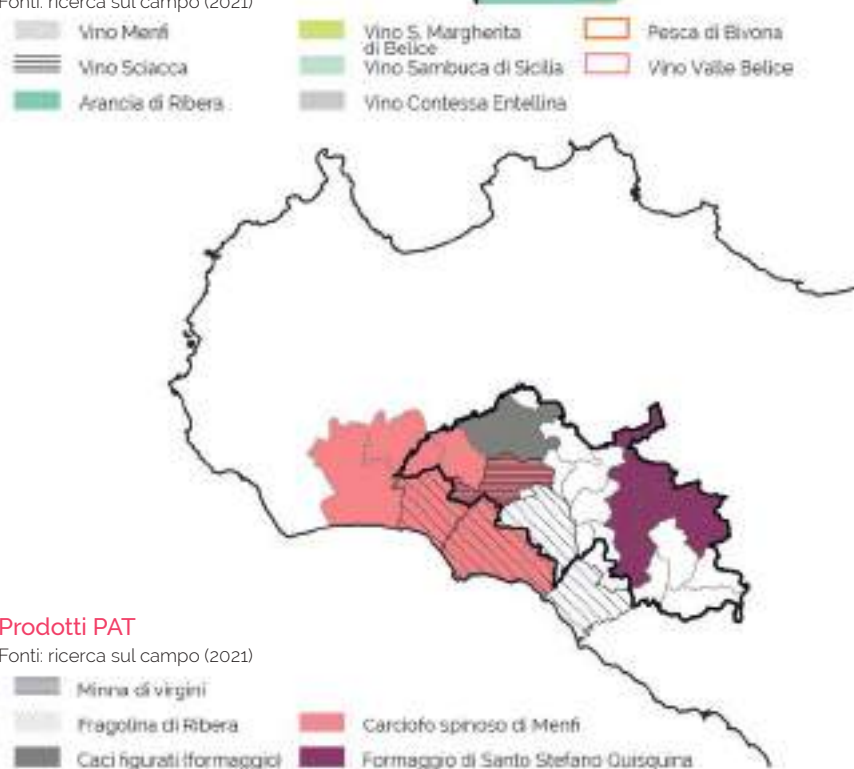 Fonti: ricerca sul campo (2021)
Vino Menfi
Vino S. Margherita
di Belice
Pesca di Bivona
Vino Sciacca
Vino Sambuca di Sicilia
Vino Valle Belice
Arancia di Ribera
Vino Contessa Entellina
Prodotti PAT
Fonti: ricerca sul campo (2021)
Minna di virgini
Fragolina di Ribera
Carciofo spinoso di Menfi
Caci figurati (formaggio)
Formaggio di Santo Stefano Quisquina